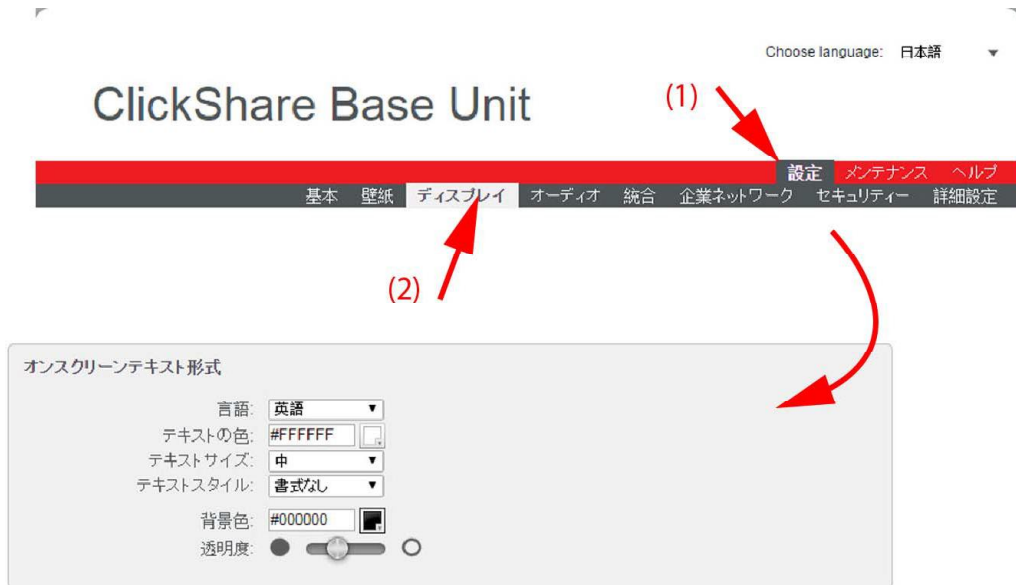 Choose language: 日本語
ClickShare Base Unit
(1)
設定 メンテナンス ヘルプ
基本 壁紙 ディスプレイ オーディオ 統合 企業ネットワーク セキュリティー 詳細設定
(2)
オンスクリーンテキスト形式
言語: 英語
テキストの色: #FFFFFF
テキストサイズ: 中
テキストスタイル: 書式なし
背景色: #000000
透明度: